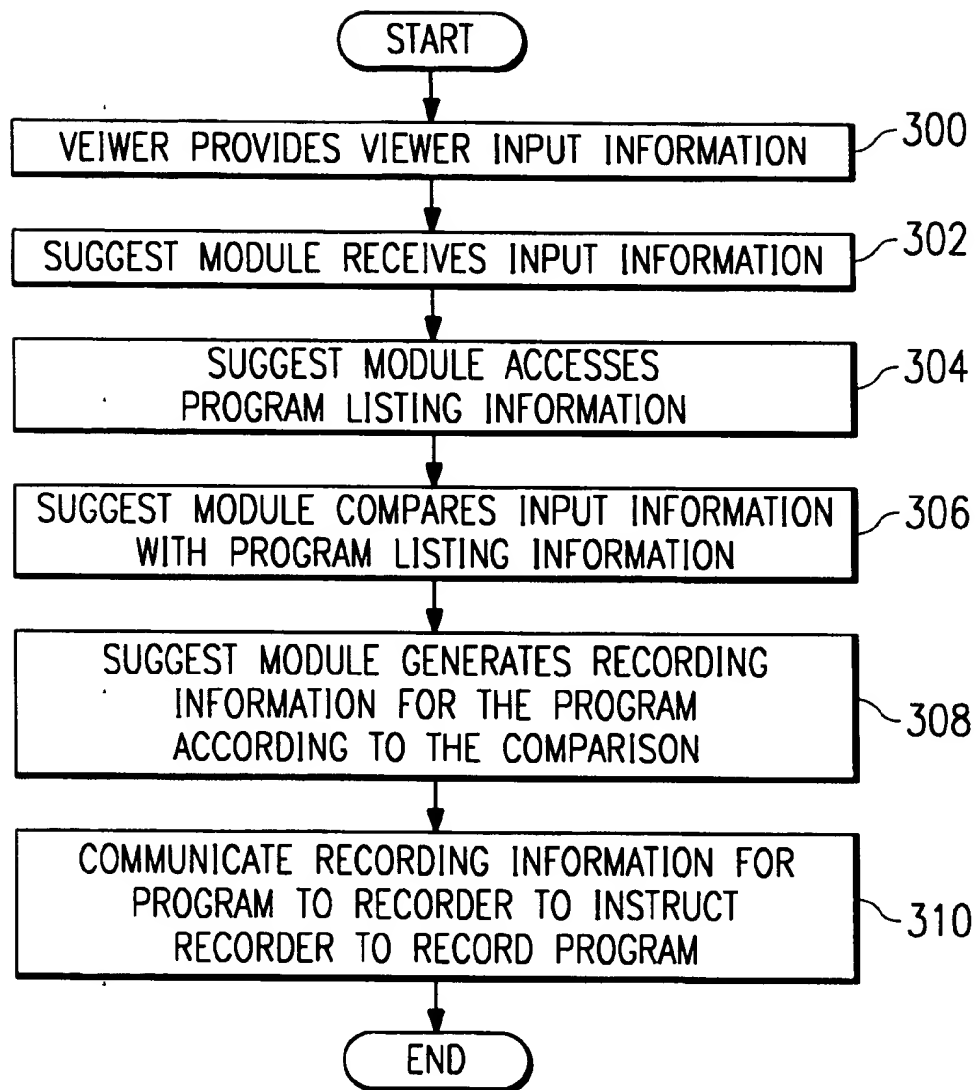 START
VEIWER PROVIDES VIEWER INPUT INFORMATION
300
SUGGEST MODULE RECEIVES INPUT INFORMATION
302
SUGGEST MODULE ACCESSES
PROGRAM LISTING INFORMATION
304
SUGGEST MODULE COMPARES INPUT INFORMATION
WITH PROGRAM LISTING INFORMATION
306
SUGGEST MODULE GENERATES RECORDING
INFORMATION FOR THE PROGRAM
ACCORDING TO THE COMPARISON
308
COMMUNICATE RECORDING INFORMATION FOR
PROGRAM TO RECORDER TO INSTRUCT
RECORDER TO RECORD PROGRAM
310
END